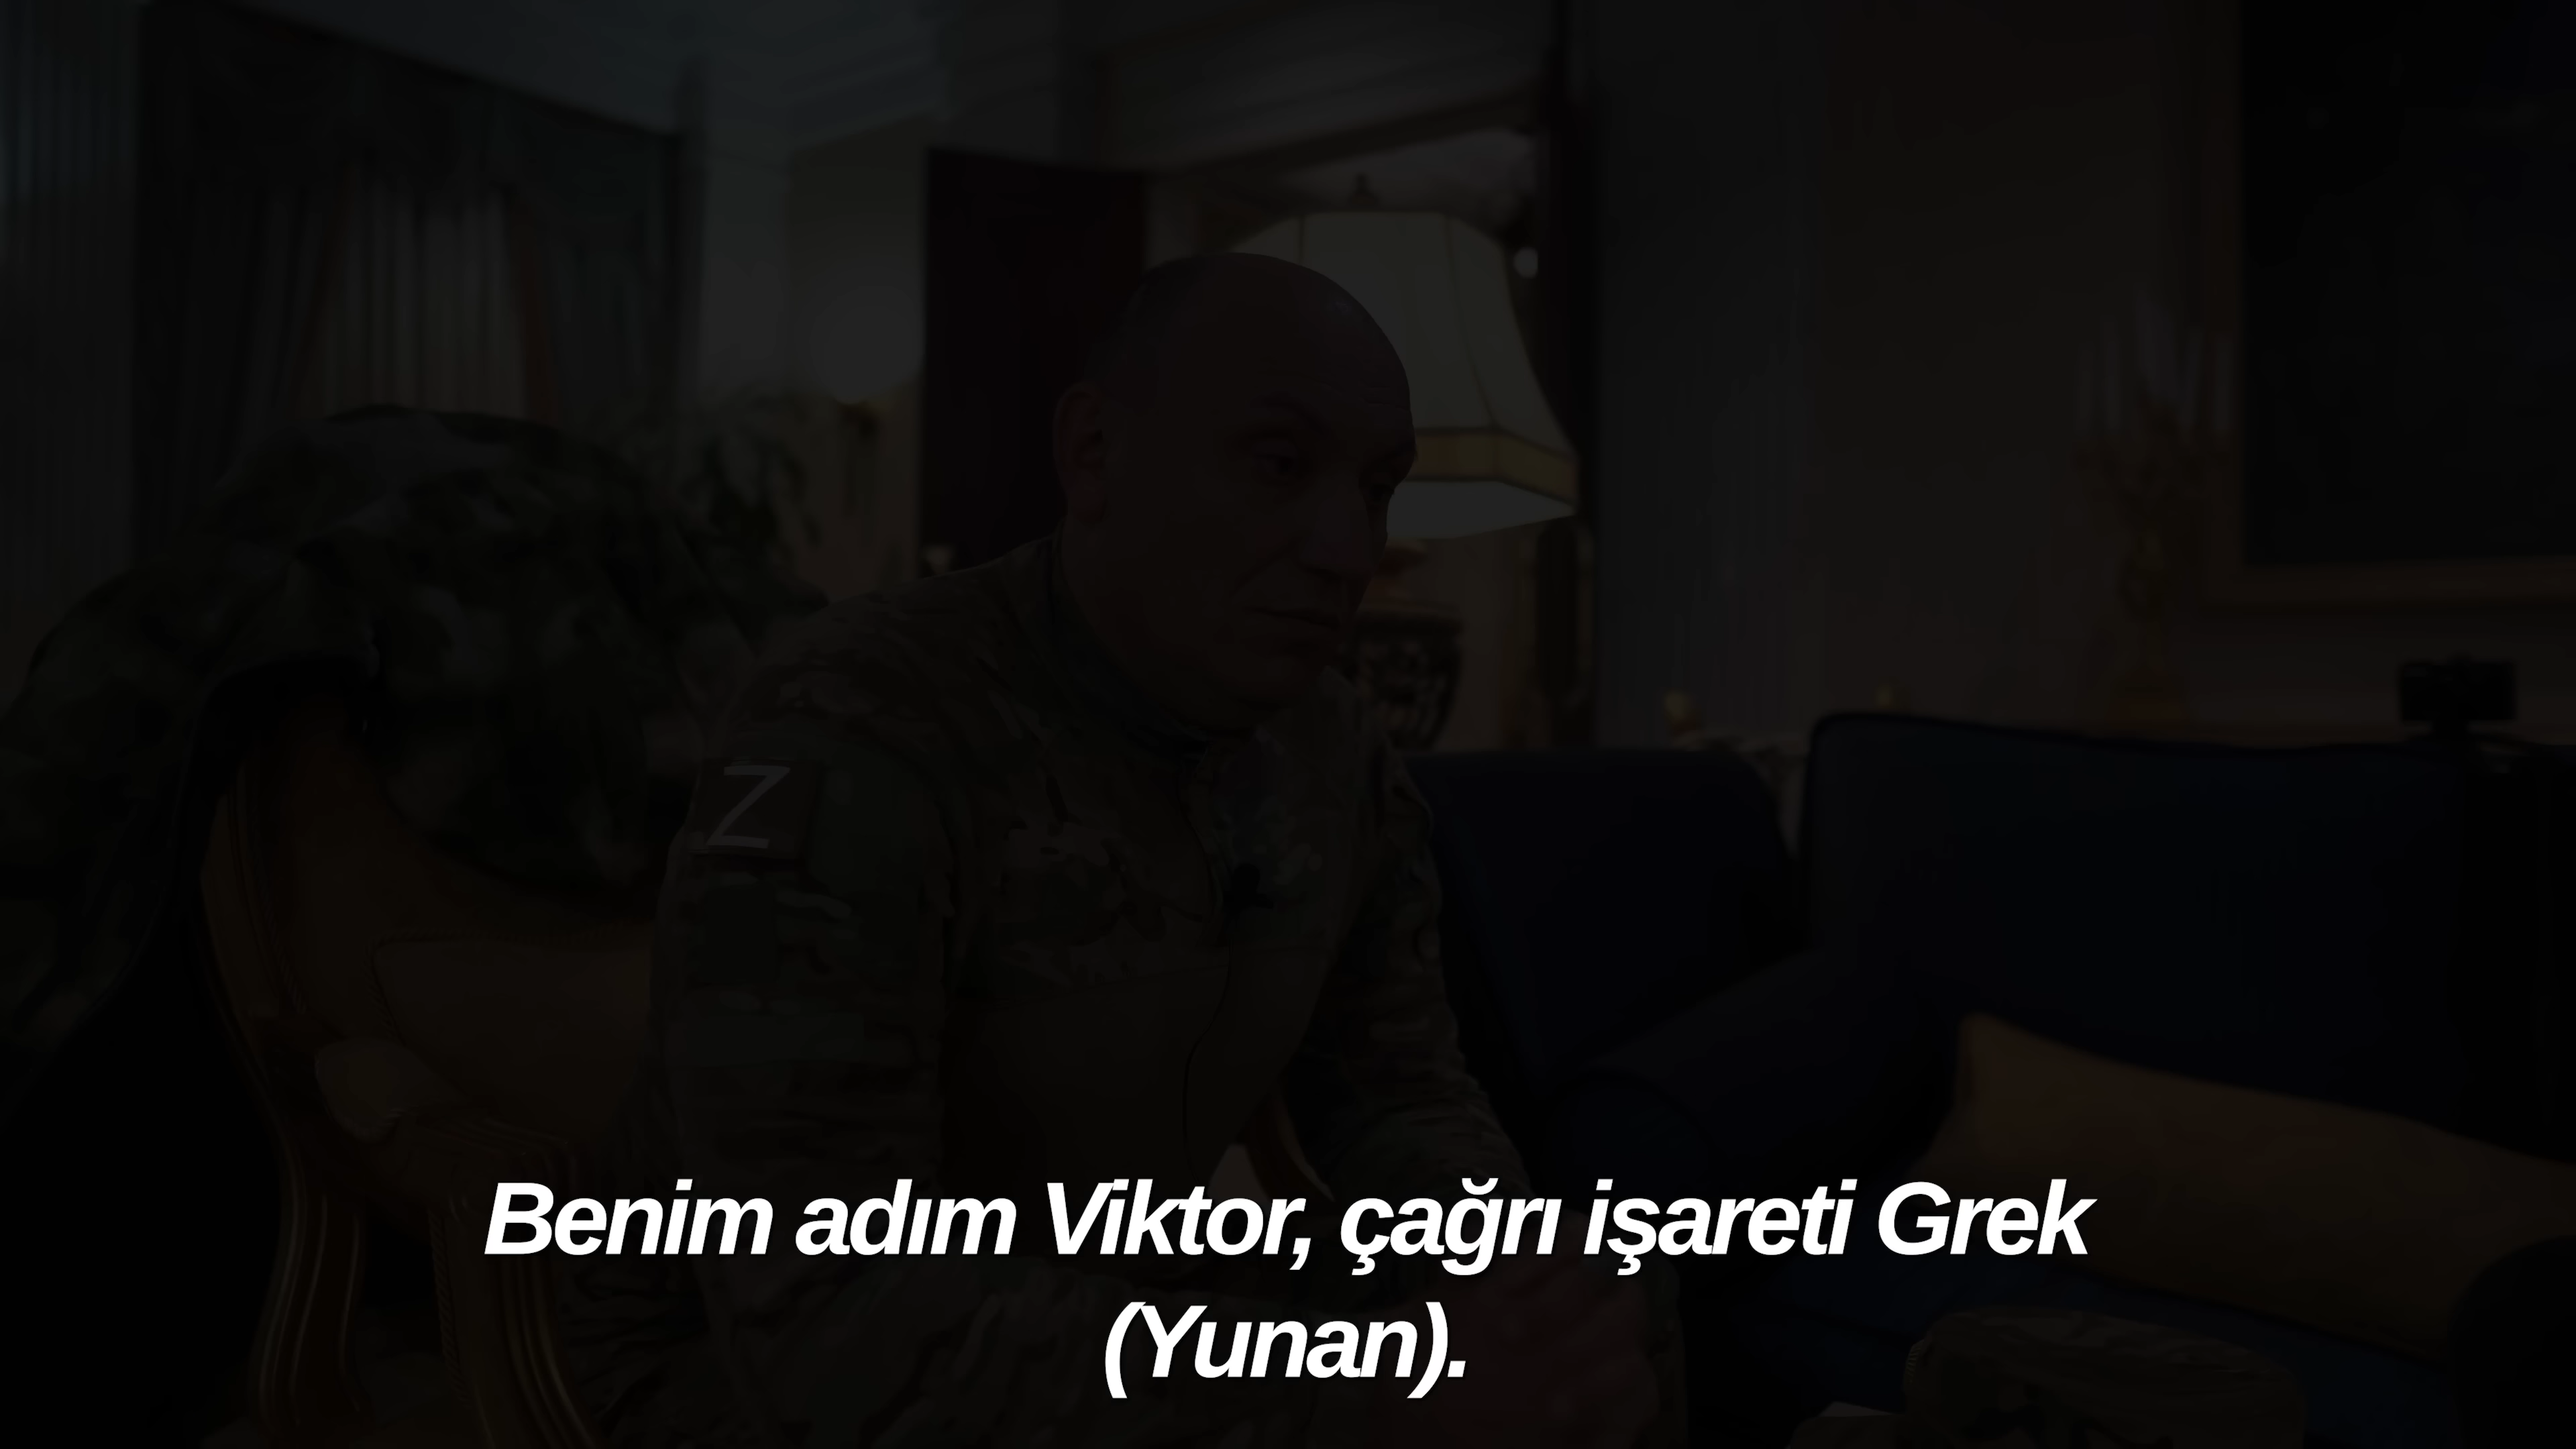 Z
Benim adım Viktor, çağrı işareti Grek
(Yunan).